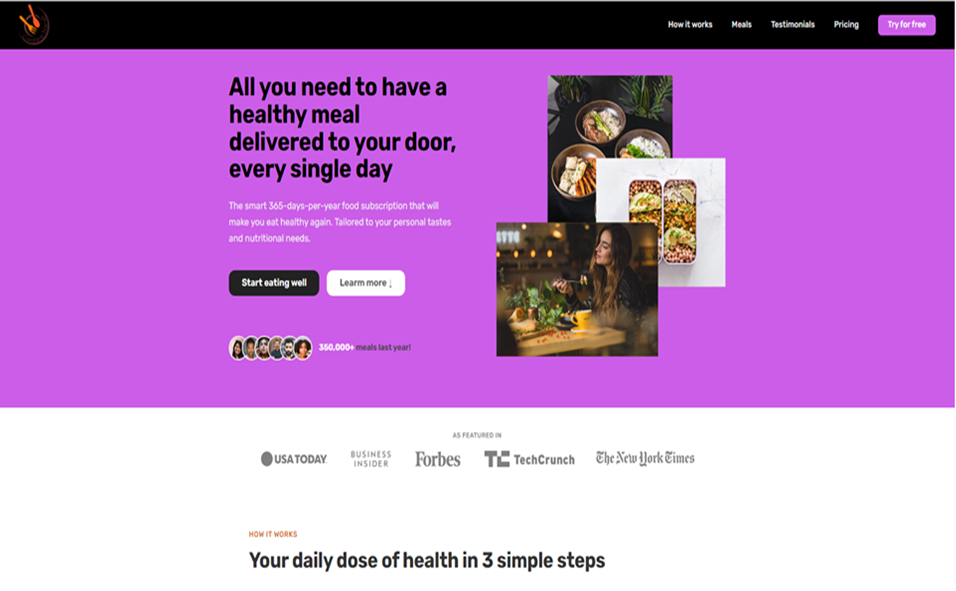 How it works
Meals
Testimonials
Pricing
Try for free
All you need to have a
healthy meal
delivered to your door,
every single day
The smart 365-days-per-year food subscription that will
make you eat healthy again. Tailored to your personal tastes
and nutritional needs.
Start eating well
Learn more ↓
350,000+ meals last year!
AS FEATURED IN
USA TODAY
BUSINESS
INSIDER
Forbes
TC TechCrunch
The New York Times
HOW IT WORKS
Your daily dose of health in 3 simple steps